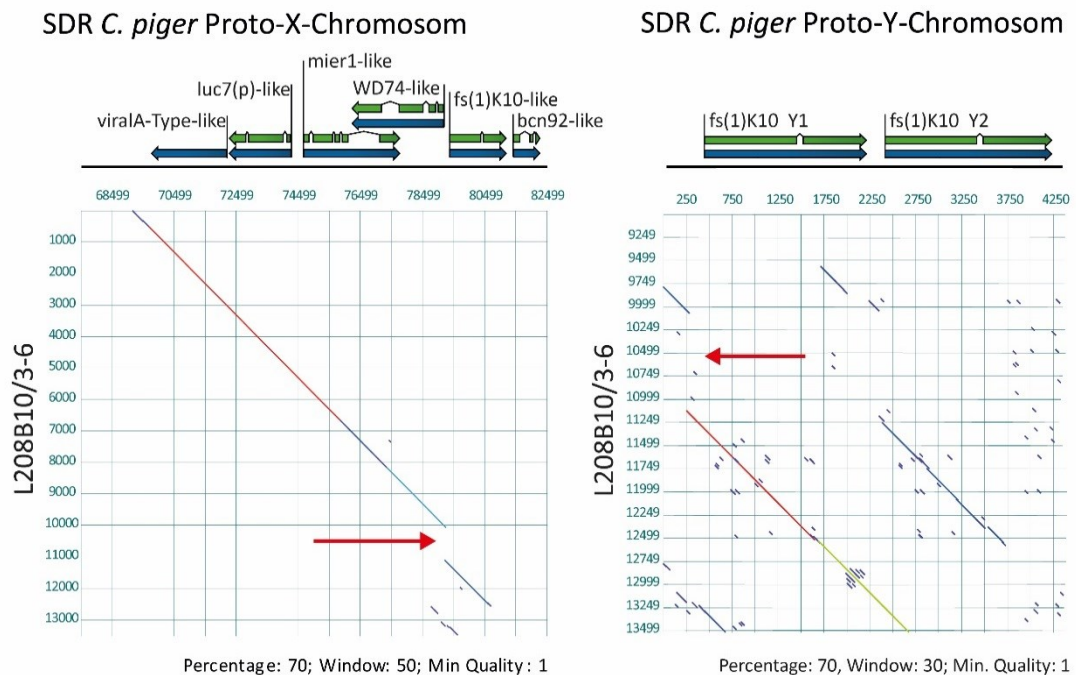 SDR C. piger Proto-X-Chromosom
mier1-like
luc7(p)-like
WD74-like
fs(1)K10-like
viralA-Type-like
bcn92-like
68499 70499 72499 74499 76499 78499 80499 82499
1000
2000
3000
4000
5000
6000
7000
8000
9000
10000
11000
12000
13000
L208B10/3-6
Percentage: 70; Window: 50; Min Quality : 1
SDR C. piger Proto-Y-Chromosom
fs(1)K10 Y1 fs(1)K10 Y2
250 750 1250 1750 2250 2750 3250 3750 4250
9249
9499
9749
9999
10249
10499
10749
10999
11249
11499
11749
11999
12249
12499
12749
12999
13249
13499
L208B10/3-6
Percentage: 70, Window: 30; Min. Quality: 1